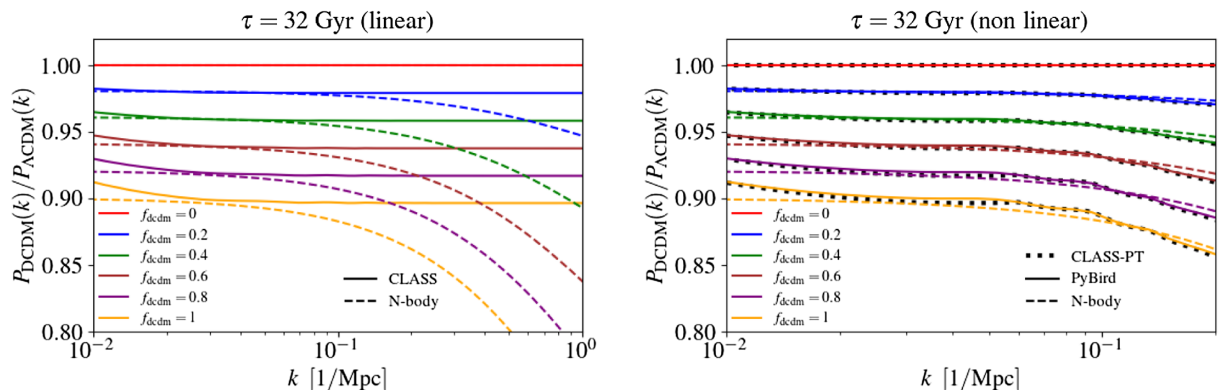 τ = 32 Gyr (linear)
P_DCDM(k)/P_ΛCDM(k)
1.00
0.95
0.90
0.85
0.80
f_dcdm = 0
f_dcdm = 0.2
f_dcdm = 0.4
f_dcdm = 0.6
f_dcdm = 0.8
f_dcdm = 1
CLASS
N-body
10⁻²
10⁻¹
10⁰
k [1/Mpc]
τ = 32 Gyr (non linear)
P_DCDM(k)/P_ΛCDM(k)
1.00
0.95
0.90
0.85
0.80
f_dcdm = 0
f_dcdm = 0.2
f_dcdm = 0.4
f_dcdm = 0.6
f_dcdm = 0.8
f_dcdm = 1
CLASS-PT
PyBird
N-body
10⁻²
10⁻¹
k [1/Mpc]